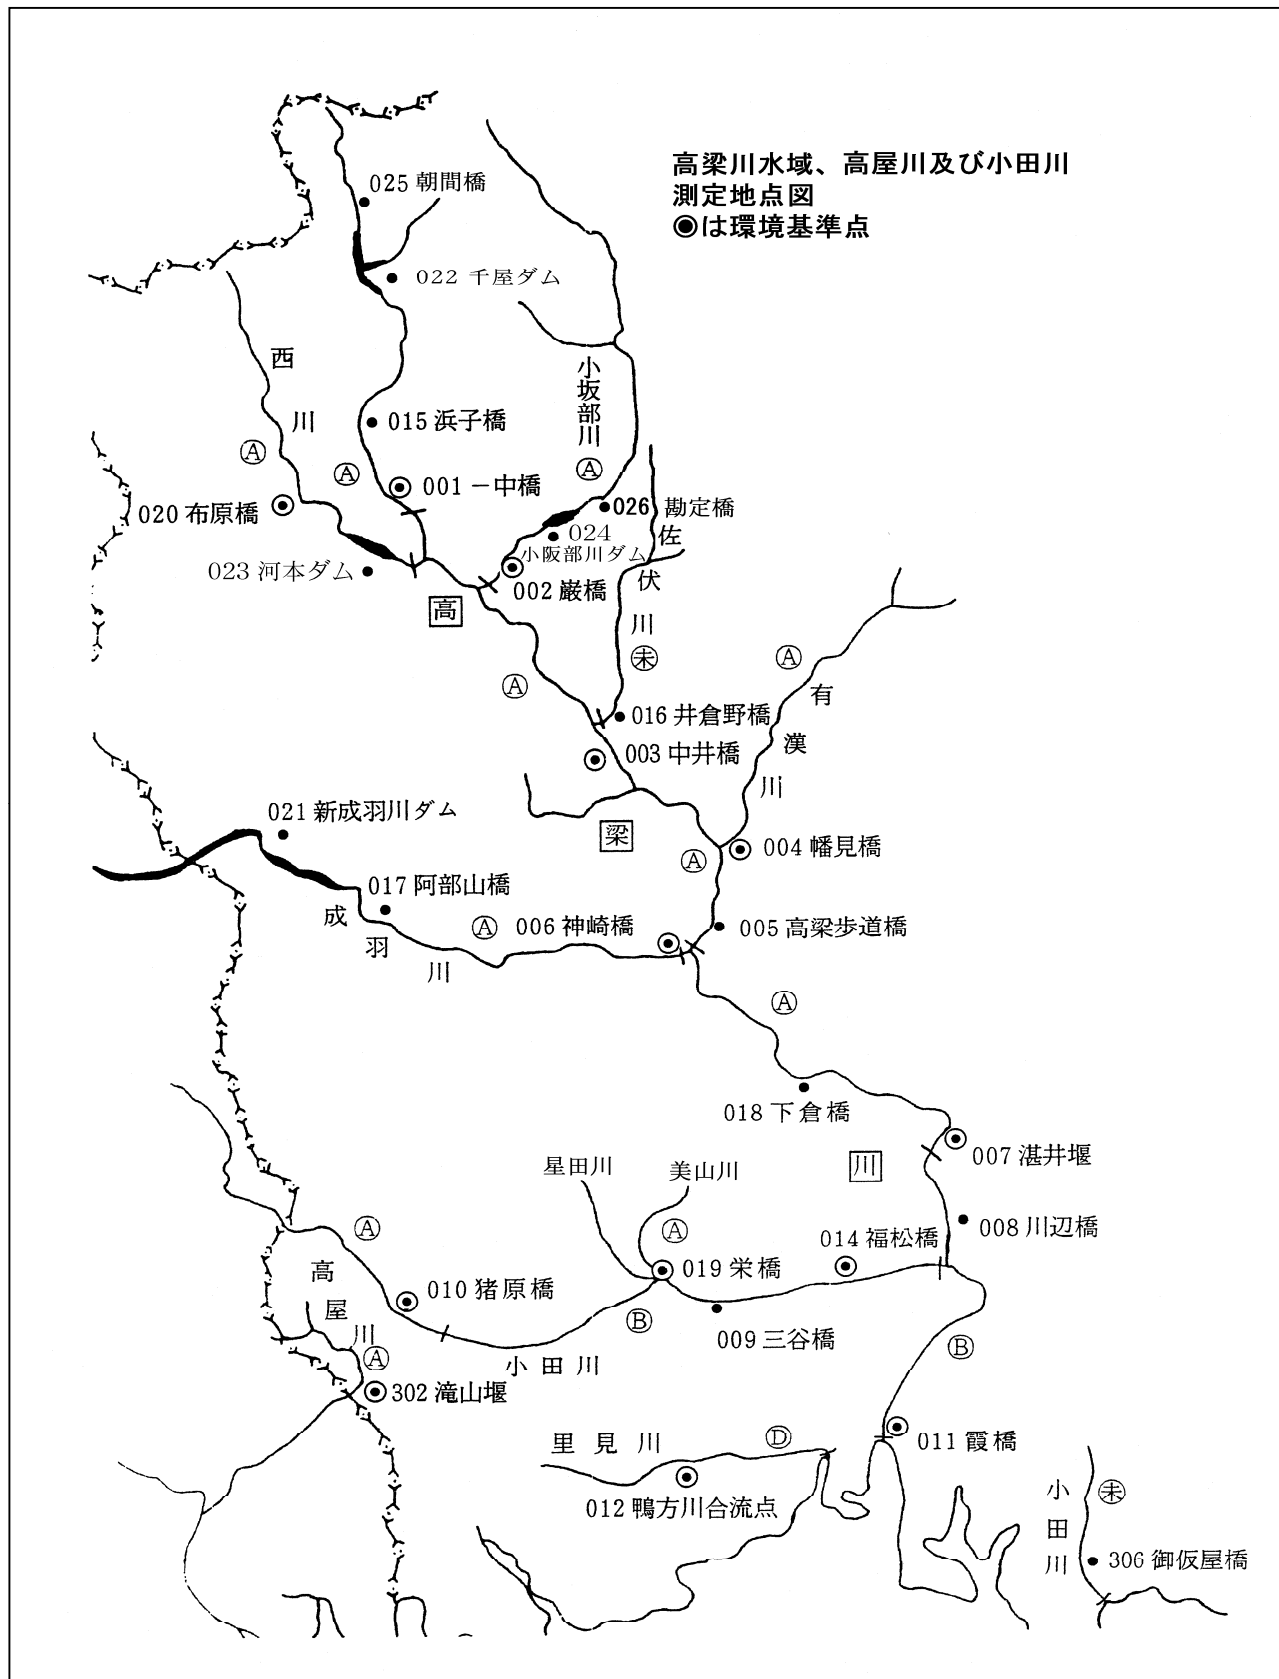 高梁川水域、高屋川及び小田川
測定地点図
◉は環境基準点
025 朝間橋
022 千屋ダム
西川
小坂部川
015 浜子橋
Ⓐ
Ⓐ
Ⓐ
001 一中橋
020 布原橋
026 勘定橋
024
小阪部川ダム
佐伏川
023 河本ダム
002 巌橋
高
㊤
Ⓐ
Ⓐ
有漢川
016 井倉野橋
003 中井橋
021 新成羽川ダム
梁
004 幡見橋
Ⓐ
017 阿部山橋
成羽川
Ⓐ
006 神崎橋
005 高梁歩道橋
Ⓐ
018 下倉橋
007 湛井堰
川
星田川
美山川
Ⓐ
Ⓐ
008 川辺橋
014 福松橋
019 栄橋
高屋川
010 猪原橋
Ⓑ
009 三谷橋
Ⓑ
小田川
Ⓐ
302 滝山堰
里見川
Ⓓ
011 霞橋
012 鴨方川合流点
小田川
未
306 御仮屋橋